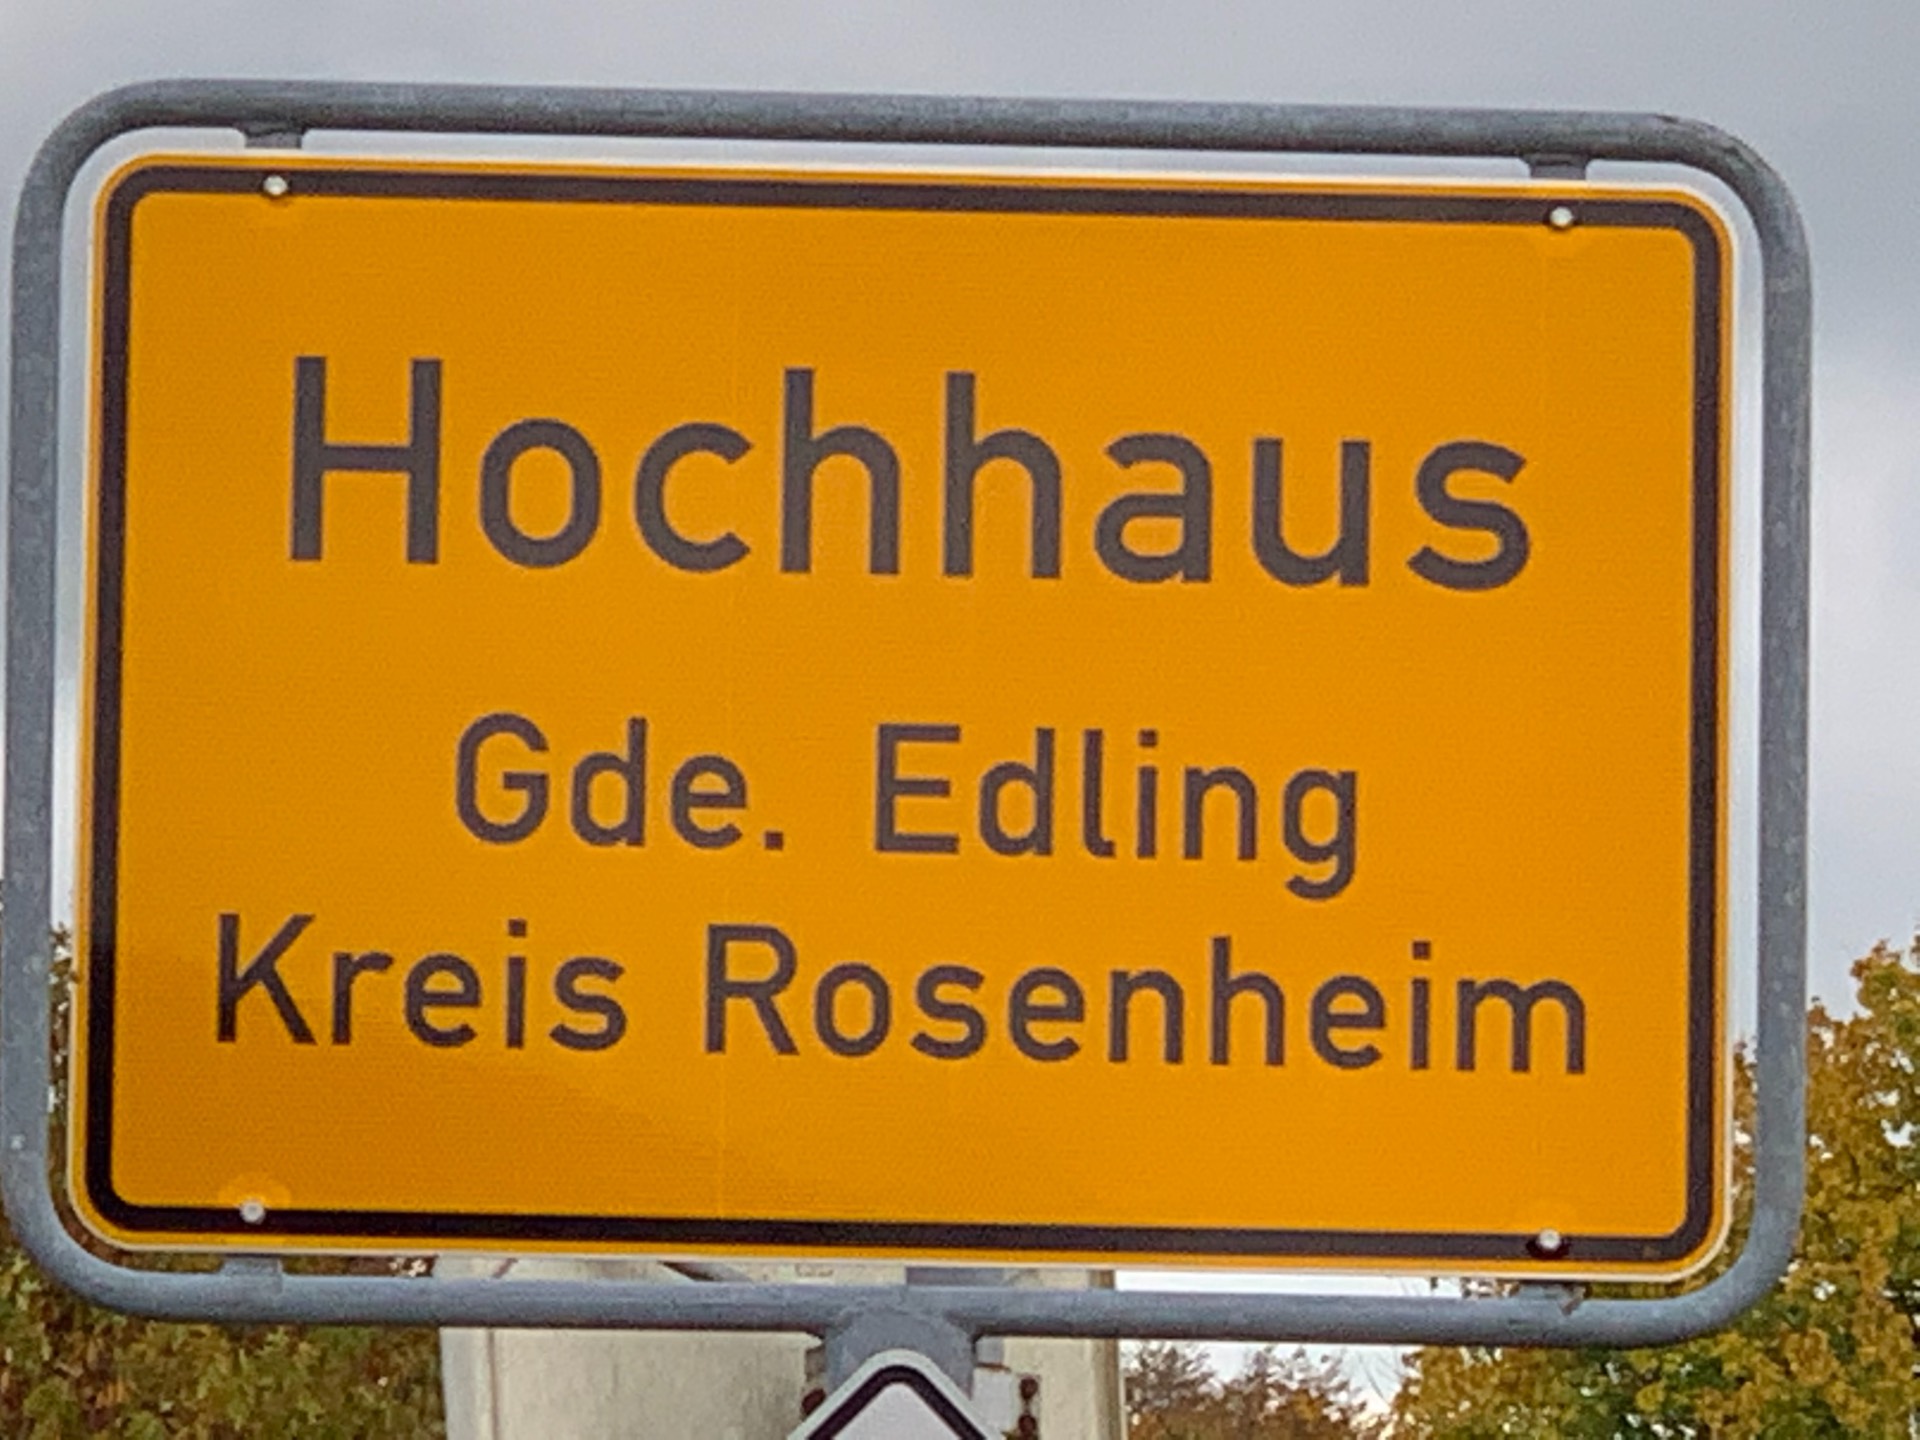 Hochhaus
Gde. Edling
Kreis Rosenheim